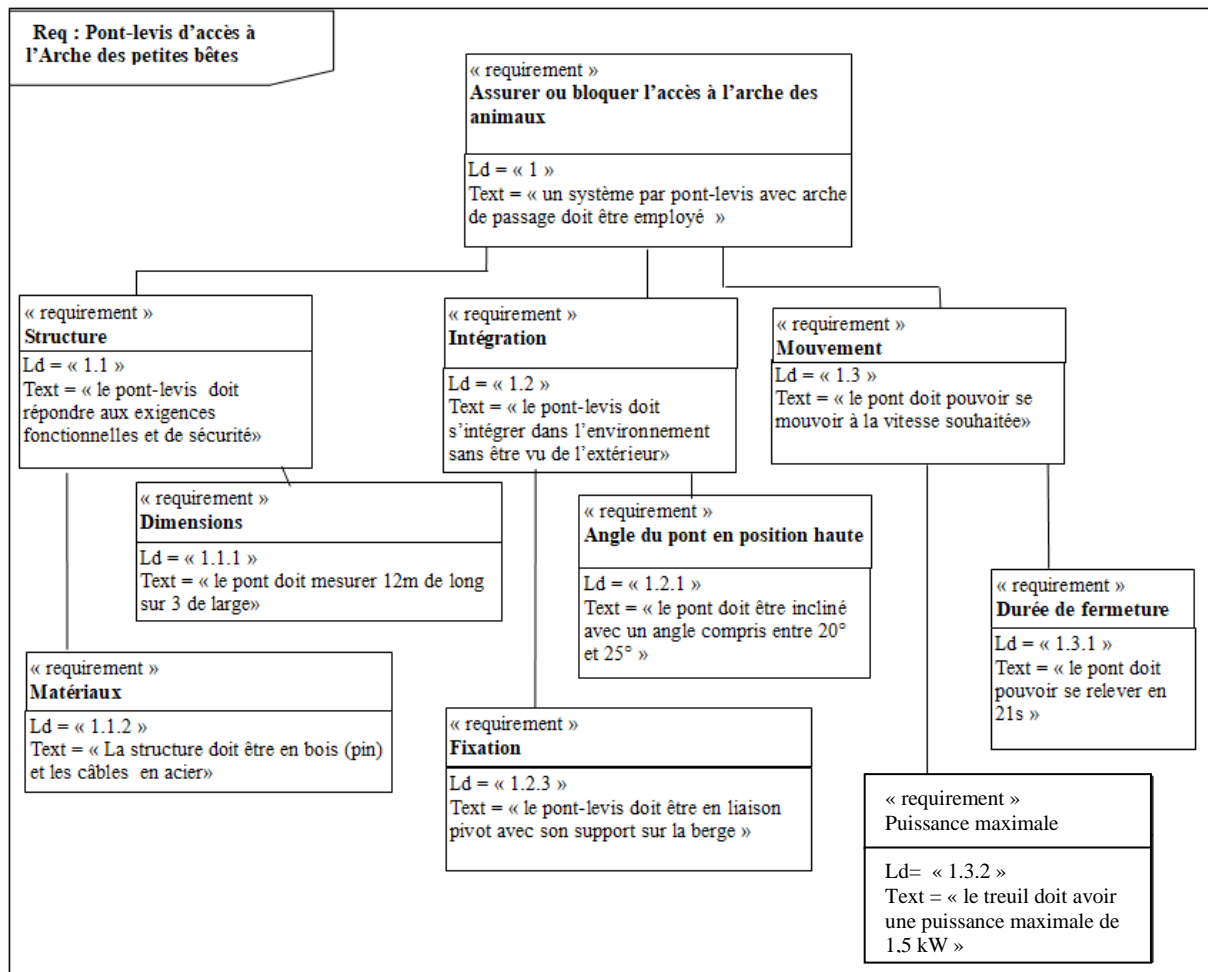 Req : Pont-levis d’accès à
l’Arche des petites bêtes
« requirement »
Assurer ou bloquer l’accès à l’arche des
animaux
Ld = « 1 »
Text = « un système par pont-levis avec arche
de passage doit être employé  »
« requirement »
Structure
Ld = « 1.1 »
Text = « le pont-levis  doit
répondre aux exigences
fonctionnelles et de sécurité»
« requirement »
Intégration
Ld = « 1.2 »
Text = « le pont-levis doit
s’intégrer dans l’environnement
sans être vu de l’extérieur»
« requirement »
Mouvement
Ld = « 1.3 »
Text = « le pont doit pouvoir se
mouvoir à la vitesse souhaitée»
« requirement »
Dimensions
Ld = « 1.1.1 »
Text = « le pont doit mesurer 12m de long
sur 3 de large»
« requirement »
Angle du pont en position haute
Ld = « 1.2.1 »
Text = « le pont doit être incliné
avec un angle compris entre 20°
et 25° »
« requirement »
Durée de fermeture
Ld = « 1.3.1 »
Text = « le pont doit
pouvoir se relever en
21s »
« requirement »
Matériaux
Ld = « 1.1.2 »
Text = « La structure doit être en bois (pin)
et les câbles  en acier»
« requirement »
Fixation
Ld = « 1.2.3 »
Text = « le pont-levis doit être en liaison
pivot avec son support sur la berge »
« requirement »
Puissance maximale
Ld=  « 1.3.2 »
Text = « le treuil doit avoir
une puissance maximale de
1,5 kW »